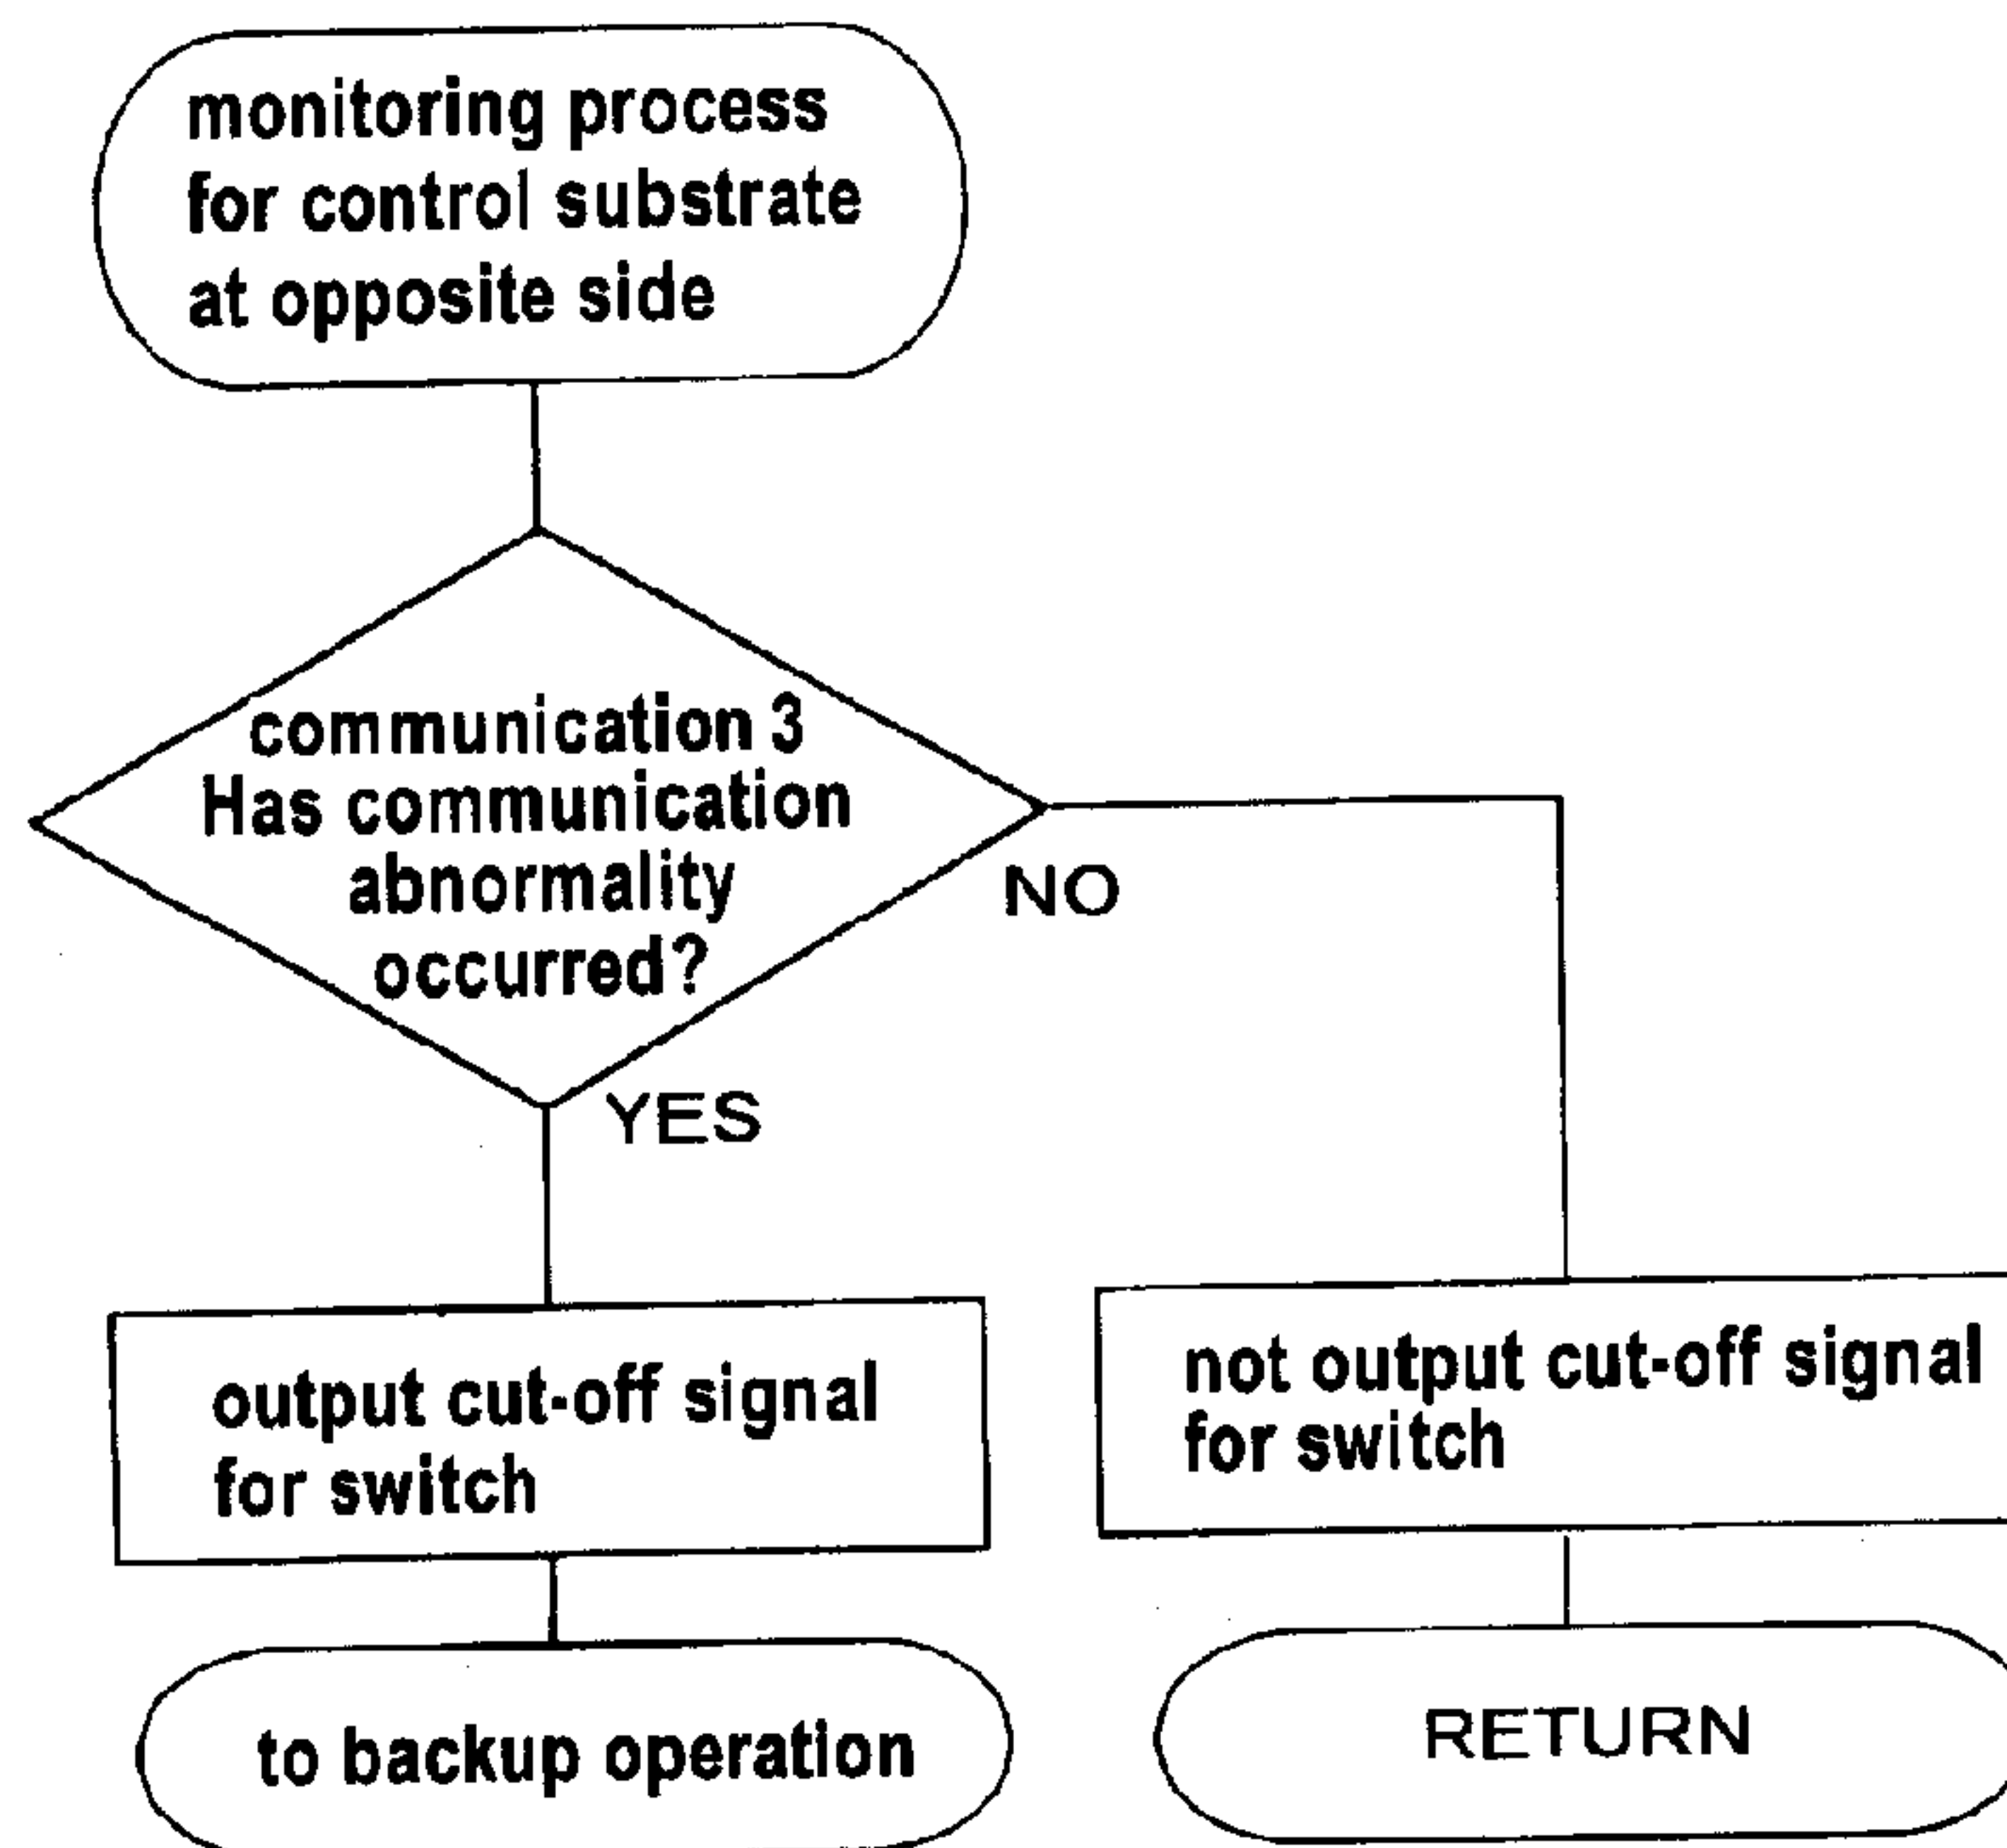 monitoring process
for control substrate
at opposite side
communication 3
Has communication
abnormality
occurred?
NO
YES
output cut-off signal
for switch
not output cut-off signal
for switch
to backup operation
RETURN